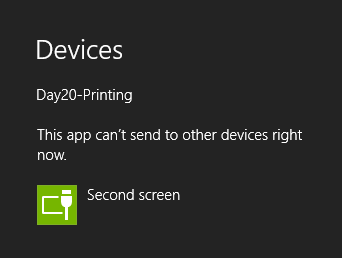 Devices
Day20-Printing
This app can't send to other devices right
now.
Second screen